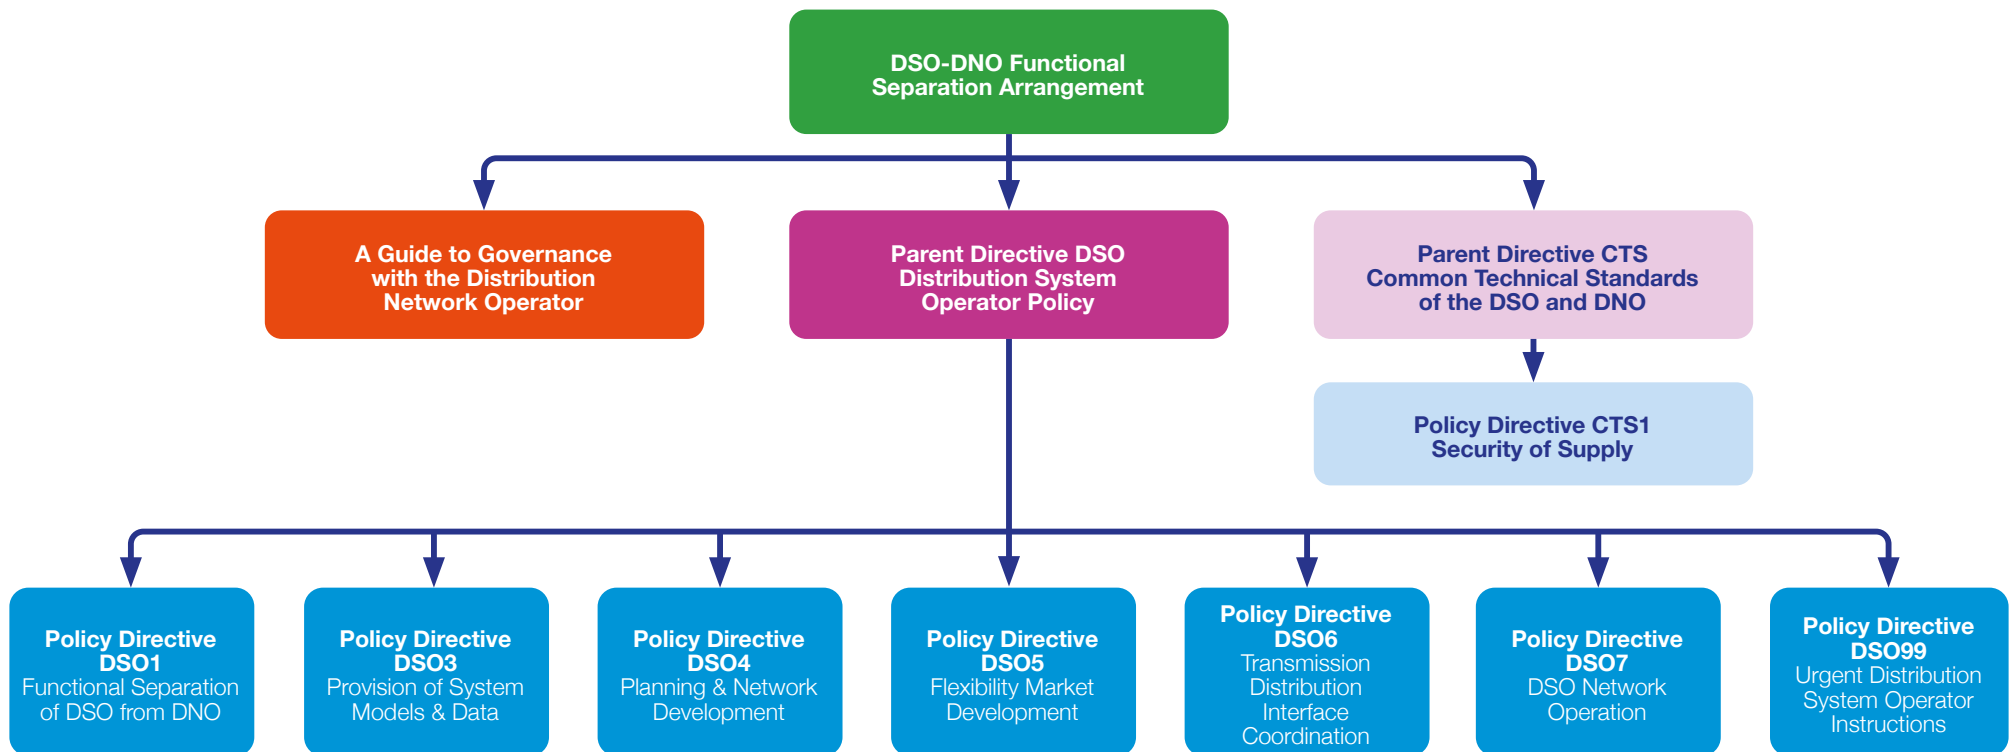 DSO-DNO Functional
Separation Arrangement
A Guide to Governance
with the Distribution
Network Operator
Parent Directive DSO
Distribution System
Operator Policy
Parent Directive CTS
Common Technical Standards
of the DSO and DNO
Policy Directive CTS1
Security of Supply
Policy Directive
DSO1
Functional Separation
of DSO from DNO
Policy Directive
DSO3
Provision of System
Models & Data
Policy Directive
DSO4
Planning & Network
Development
Policy Directive
DSO5
Flexibility Market
Development
Policy Directive
DSO6
Transmission
Distribution
Interface
Coordination
Policy Directive
DSO7
DSO Network
Operation
Policy Directive
DSO99
Urgent Distribution
System Operator
Instructions